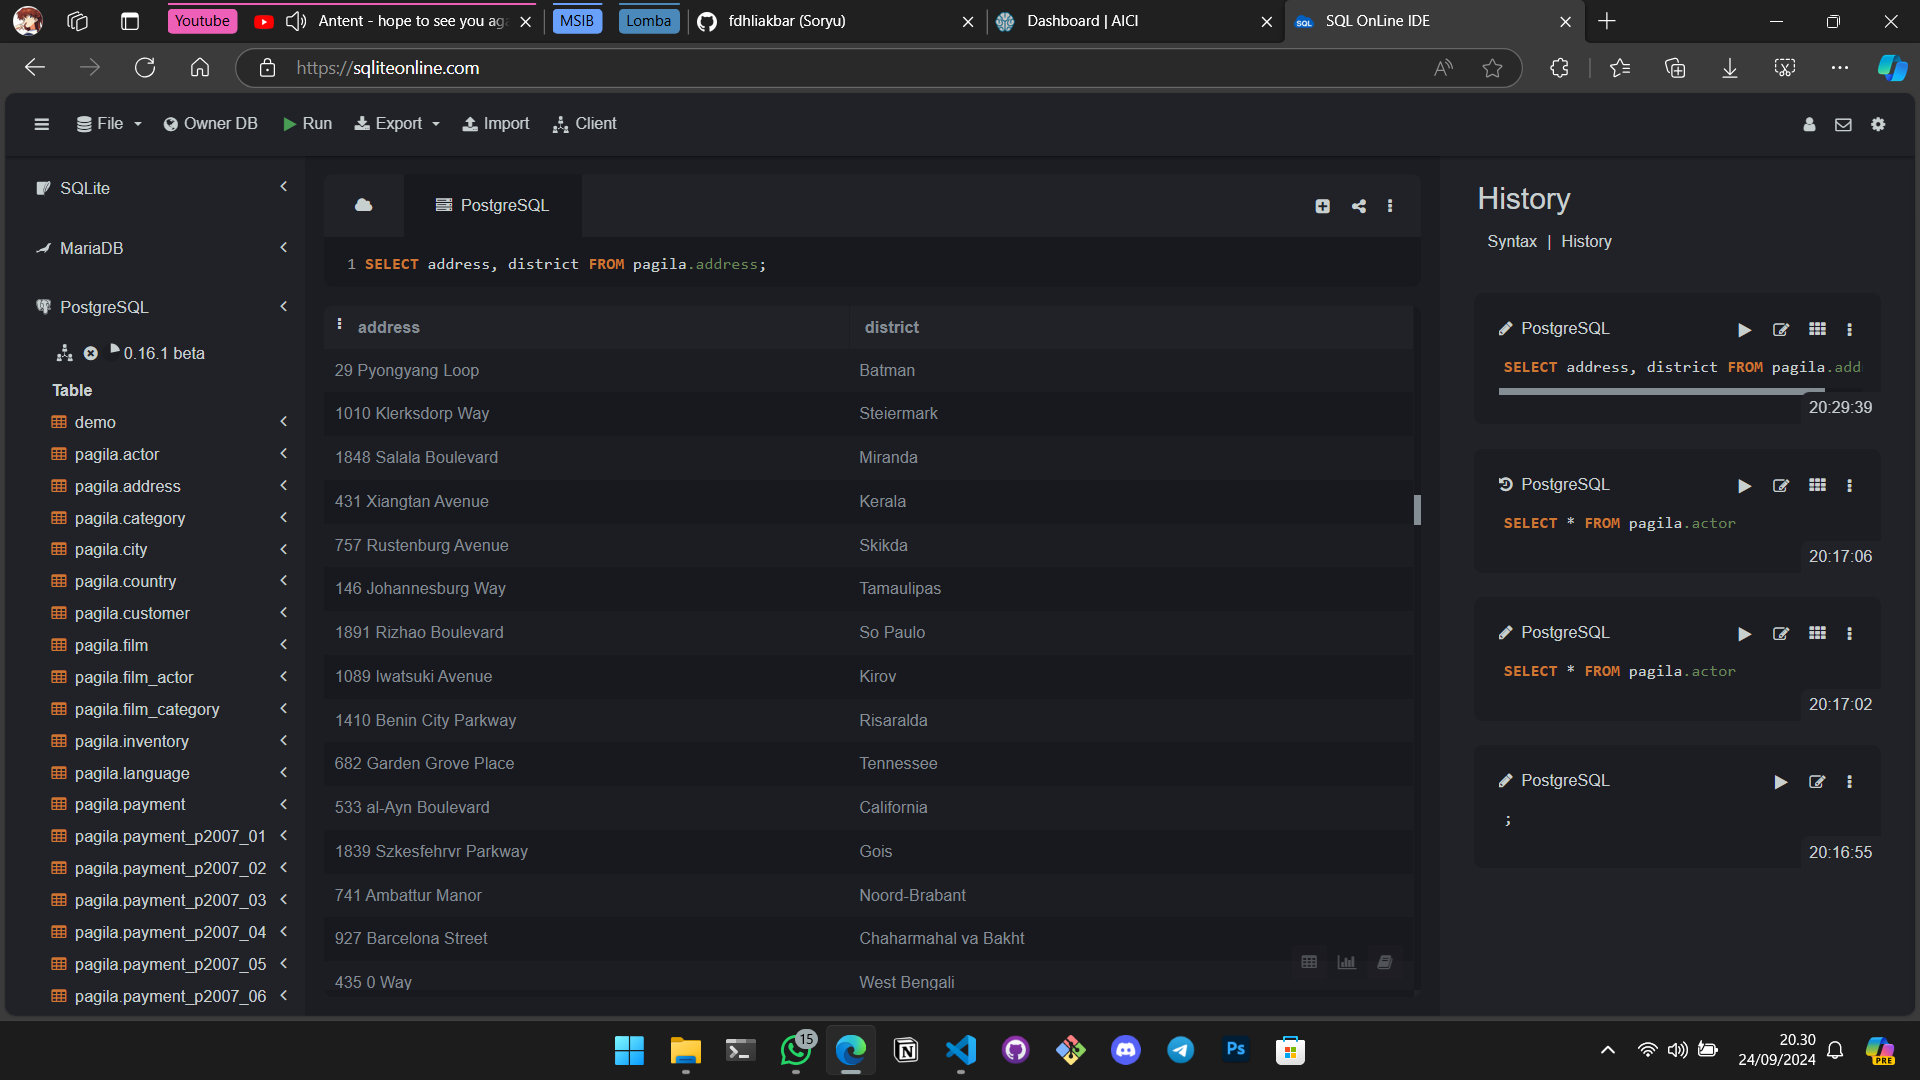 Youtube
Antent - hope to see you aga
MSIB
Lomba
fdhliakbar (Soryu)
Dashboard | AICI
SQL OnLine IDE
https://sqliteonline.com
File
Owner DB
Run
Export
Import
Client
SQLite
MariaDB
PostgreSQL
0.16.1 beta
Table
demo
pagila.actor
pagila.address
pagila.category
pagila.city
pagila.country
pagila.customer
pagila.film
pagila.film_actor
pagila.film_category
pagila.inventory
pagila.language
pagila.payment
pagila.payment_p2007_01
pagila.payment_p2007_02
pagila.payment_p2007_03
pagila.payment_p2007_04
pagila.payment_p2007_05
pagila.payment_p2007_06
PostgreSQL
1 SELECT address, district FROM pagila.address;
address district
29 Pyongyang Loop Batman
1010 Klerksdorp Way Steiermark
1848 Salala Boulevard Miranda
431 Xiangtan Avenue Kerala
757 Rustenburg Avenue Skikda
146 Johannesburg Way Tamaulipas
1891 Rizhao Boulevard So Paulo
1089 Iwatsuki Avenue Kirov
1410 Benin City Parkway Risaralda
682 Garden Grove Place Tennessee
533 al-Ayn Boulevard California
1839 Szkesfehrvr Parkway Gois
741 Ambattur Manor Noord-Brabant
927 Barcelona Street Chaharmahal va Bakht
435 0 Way West Bengali
History
Syntax | History
PostgreSQL
SELECT address, district FROM pagila.add
20:29:39
PostgreSQL
SELECT * FROM pagila.actor
20:17:06
PostgreSQL
SELECT * FROM pagila.actor
20:17:02
PostgreSQL
;
20:16:55
15
Ps
20.30
24/09/2024
PRE